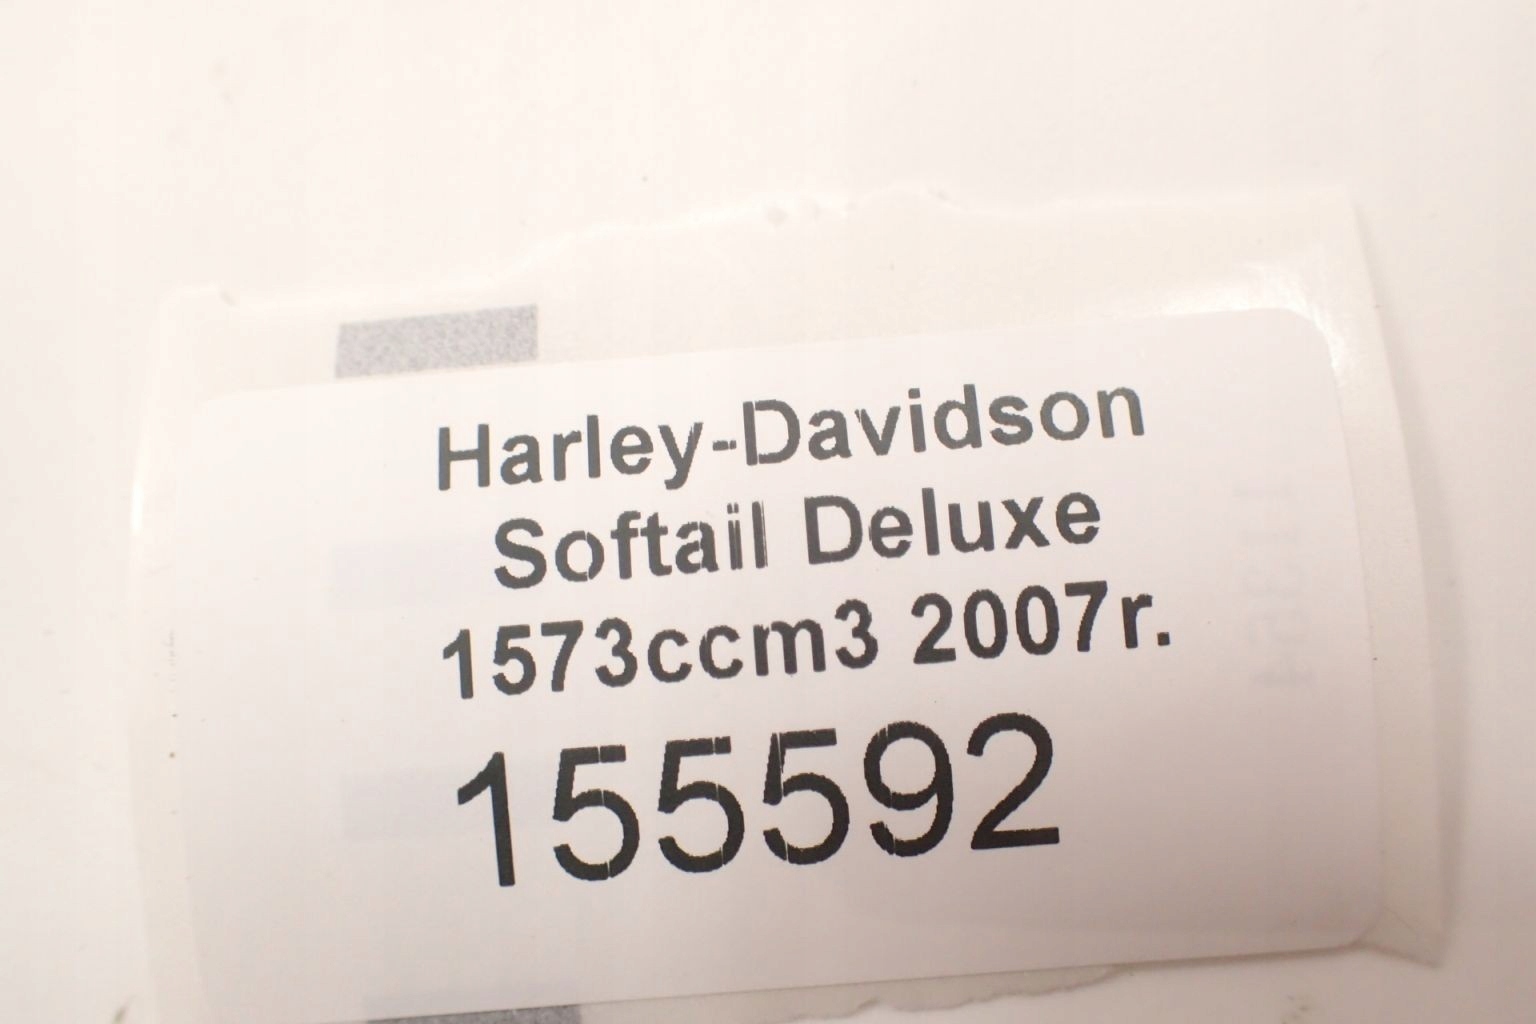 Harley-Davidson
Softail Deluxe
1573ccm3 2007r.
155592